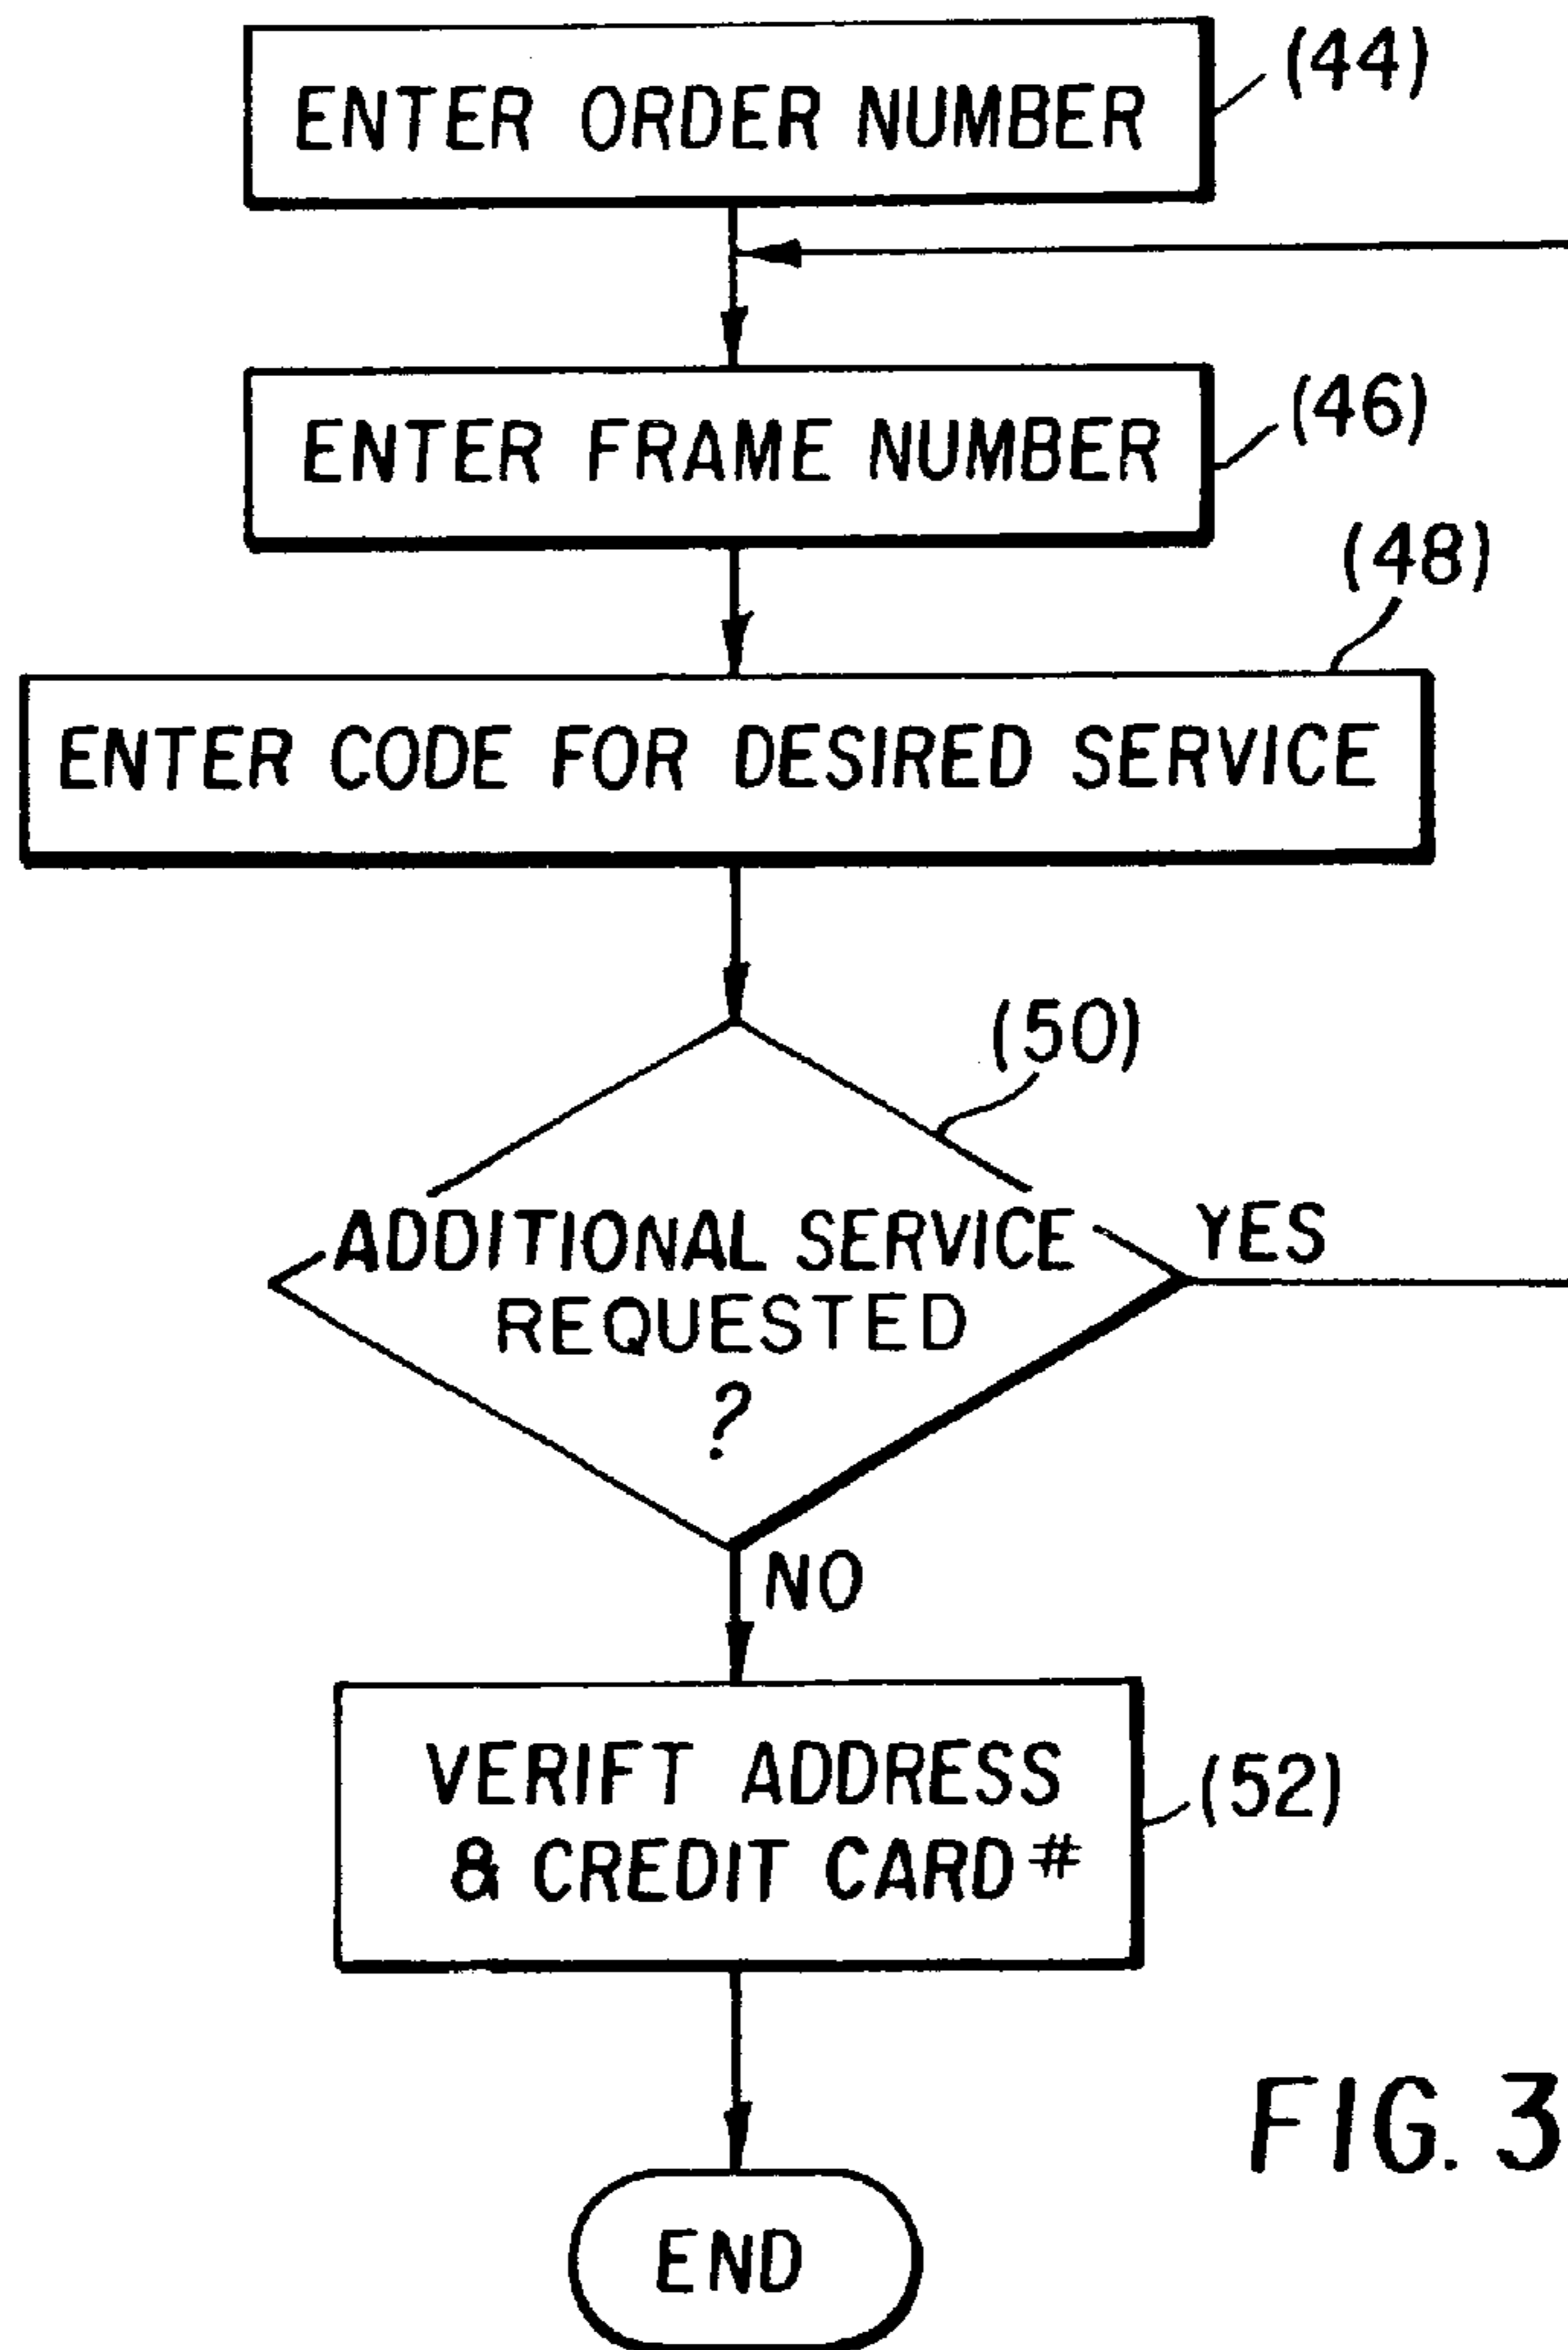 ENTER ORDER NUMBER
(44)
ENTER FRAME NUMBER
(46)
(48)
ENTER CODE FOR DESIRED SERVICE
(50)
ADDITIONAL SERVICE
REQUESTED
?
YES
NO
VERIFT ADDRESS
& CREDIT CARD #
(52)
FIG. 3
END